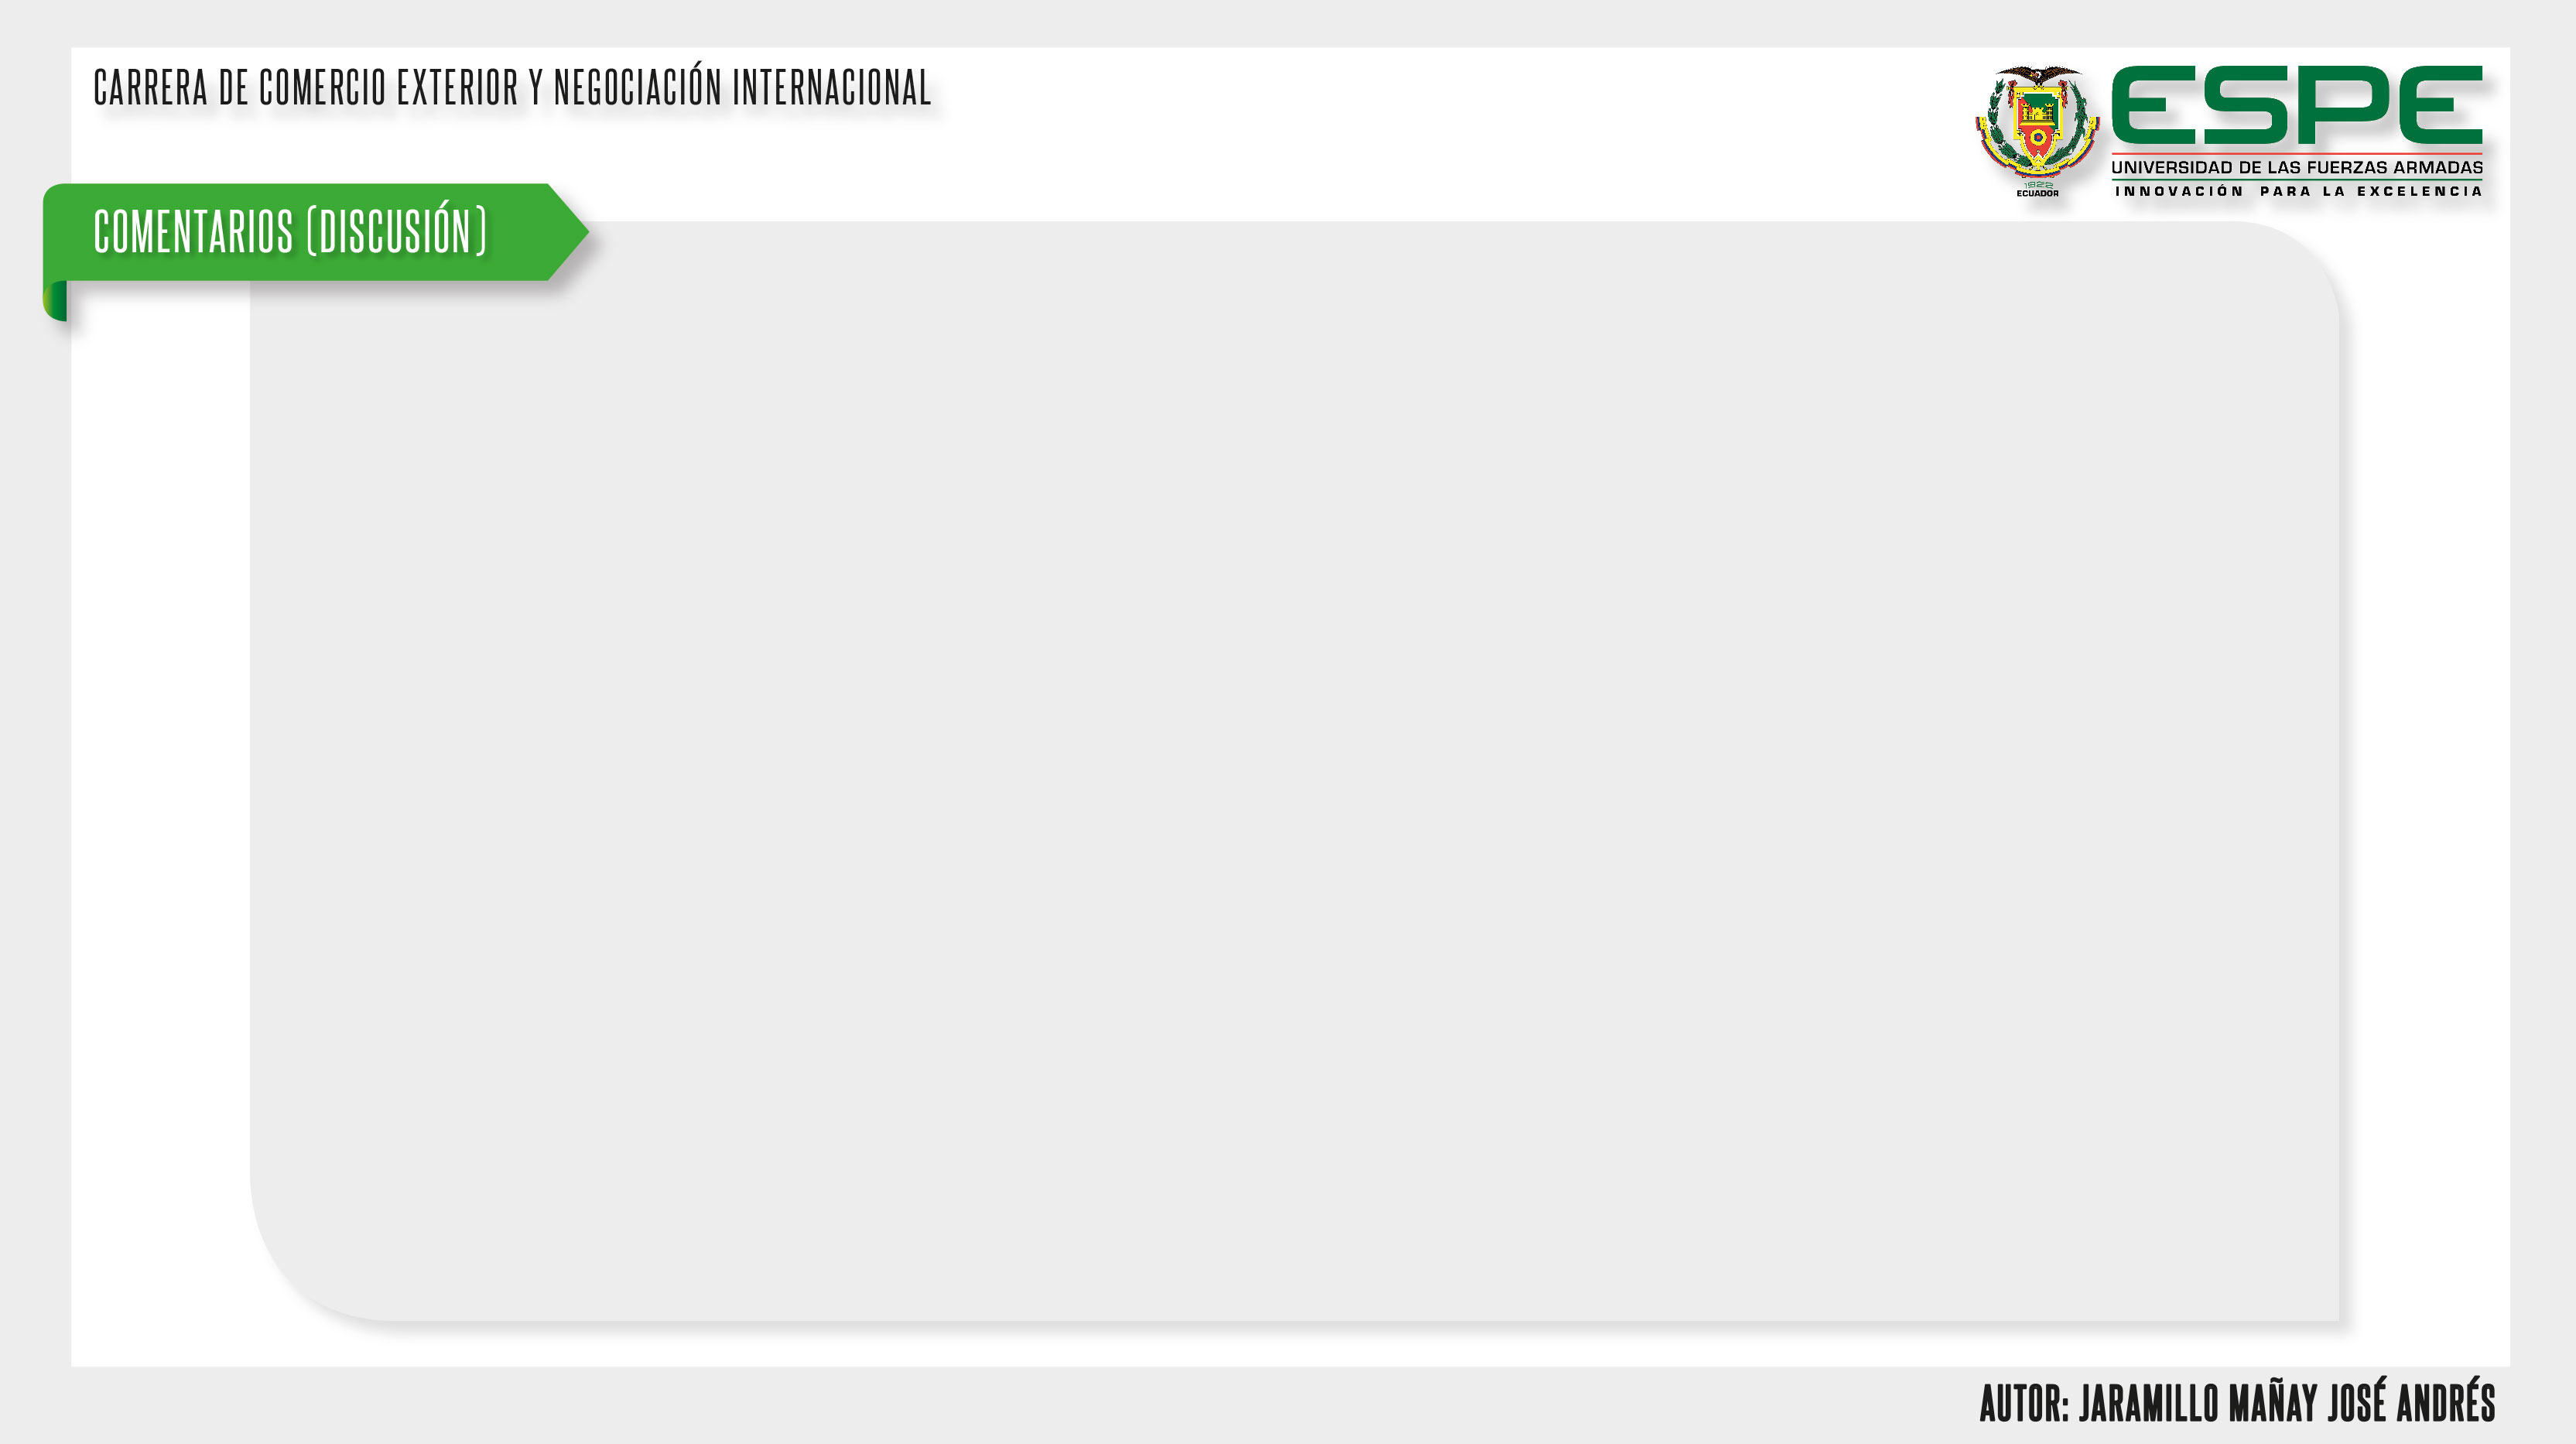 CARRERA DE COMERCIO EXTERIOR Y NEGOCIACIÓN INTERNACIONAL
ESPE
UNIVERSIDAD DE LAS FUERZAS ARMADAS
INNOVACIÓN PARA LA EXCELENCIA
1922
ECUADOR
COMENTARIOS (DISCUSIÓN)
AUTOR: JARAMILLO MAÑAY JOSÉ ANDRÉS